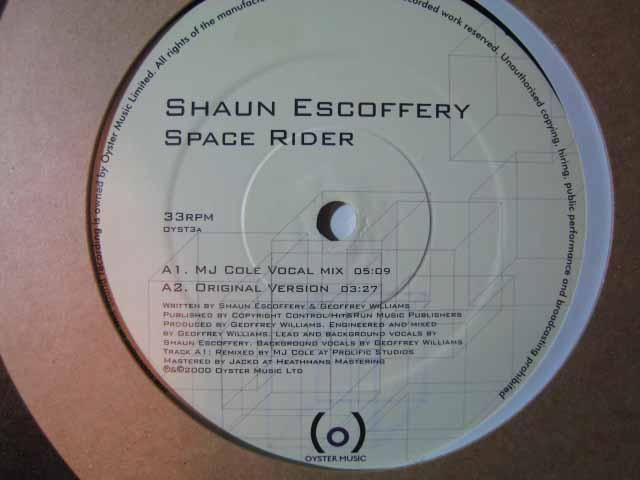 recording is owned by Oyster Music Limited. All rights of the manufac
corded work reserved. Unauthorised copying, hiring, public performance and broadcasting prohibited
SHAUN ESCOFFERY
SPACE RIDER
33RPM
OYST3A
A1. MJ COLE VOCAL MIX 05:09
A2. ORIGINAL VERSION 03:27
WRITTEN BY SHAUN ESCOFFERY & GEOFFREY WILLIAMS
PUBLISHED BY COPYRIGHT CONTROL/HIT&RUN MUSIC PUBLISHERS
PRODUCED BY GEOFFREY WILLIAMS. ENGINEERED AND MIXED
BY GEOFFREY WILLIAMS. LEAD AND BACKGROUND VOCALS BY
SHAUN ESCOFFERY. BACKGROUND VOCALS BY GEOFFREY WILLIAMS
TRACK A1: REMIXED BY MJ COLE AT PROLIFIC STUDIOS
MASTERED BY JACKO AT HEATHMANS MASTERING
℗&©2000 OYSTER MUSIC LTD
(o)
OYSTER MUSIC